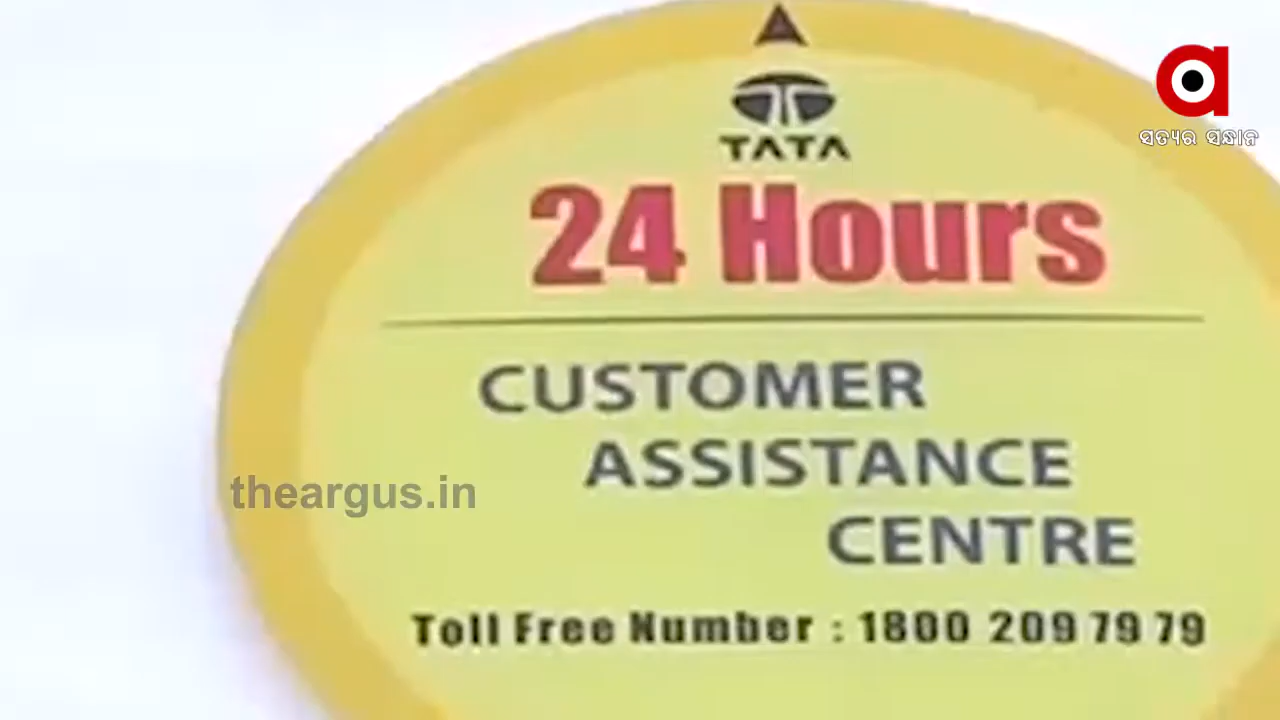 TATA
24 Hours
CUSTOMER
ASSISTANCE
CENTRE
Toll Free Number : 1800 209 79 79
theargus.in
a
ସତ୍ୟର ସନ୍ଧାନ